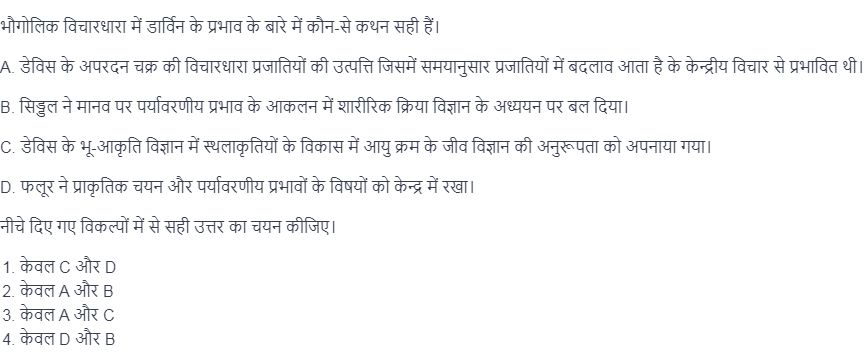 भौगोलिक विचारधारा में डार्विन के प्रभाव के बारे में कौन-से कथन सही हैं।
A. डेविस के अपरदन चक्र की विचारधारा प्रजातियों की उत्पत्ति जिसमें समयानुसार प्रजातियों में बदलाव आता है के केन्द्रीय विचार से प्रभावित थी।
B. सिड्डल ने मानव पर पर्यावरणीय प्रभाव के आकलन में शारीरिक क्रिया विज्ञान के अध्ययन पर बल दिया।
C. डेविस के भू-आकृति विज्ञान में स्थलाकृतियों के विकास में आयु क्रम के जीव विज्ञान की अनुरूपता को अपनाया गया।
D. फलूर ने प्राकृतिक चयन और पर्यावरणीय प्रभावों के विषयों को केन्द्र में रखा।
नीचे दिए गए विकल्पों में से सही उत्तर का चयन कीजिए।
1. केवल C और D
2. केवल A और B
3. केवल A और C
4. केवल D और B